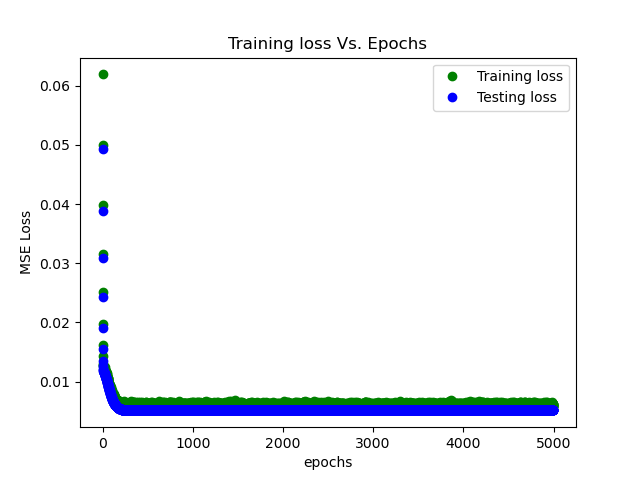 Training loss Vs. Epochs
Training loss
Testing loss
0.06
0.05
0.04
0.03
0.02
0.01
MSE Loss
0 1000 2000 3000 4000 5000
epochs